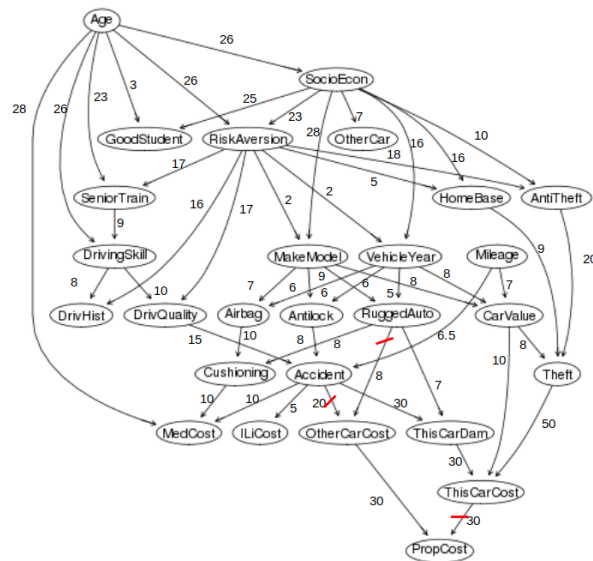 Age
26
SocioEcon
28
26
23
3
26
25
23
28
7
16
16
10
GoodStudent
RiskAversion
OtherCar
18
17
5
SeniorTrain
HomeBase
AntiTheft
16
17
2
2
9
DrivingSkill
MakeModel
VehicleYear
Mileage
9
20
8
10
7
9
6
6
6
5
8
8
7
DrivHist
DrivQuality
Airbag
Antilock
RuggedAuto
CarValue
15
10
8
8
6.5
10
8
Cushioning
Accident
Theft
10
10
5
20
30
8
7
50
MedCost
ILiCost
OtherCarCost
ThisCarDam
30
ThisCarCost
30
30
PropCost